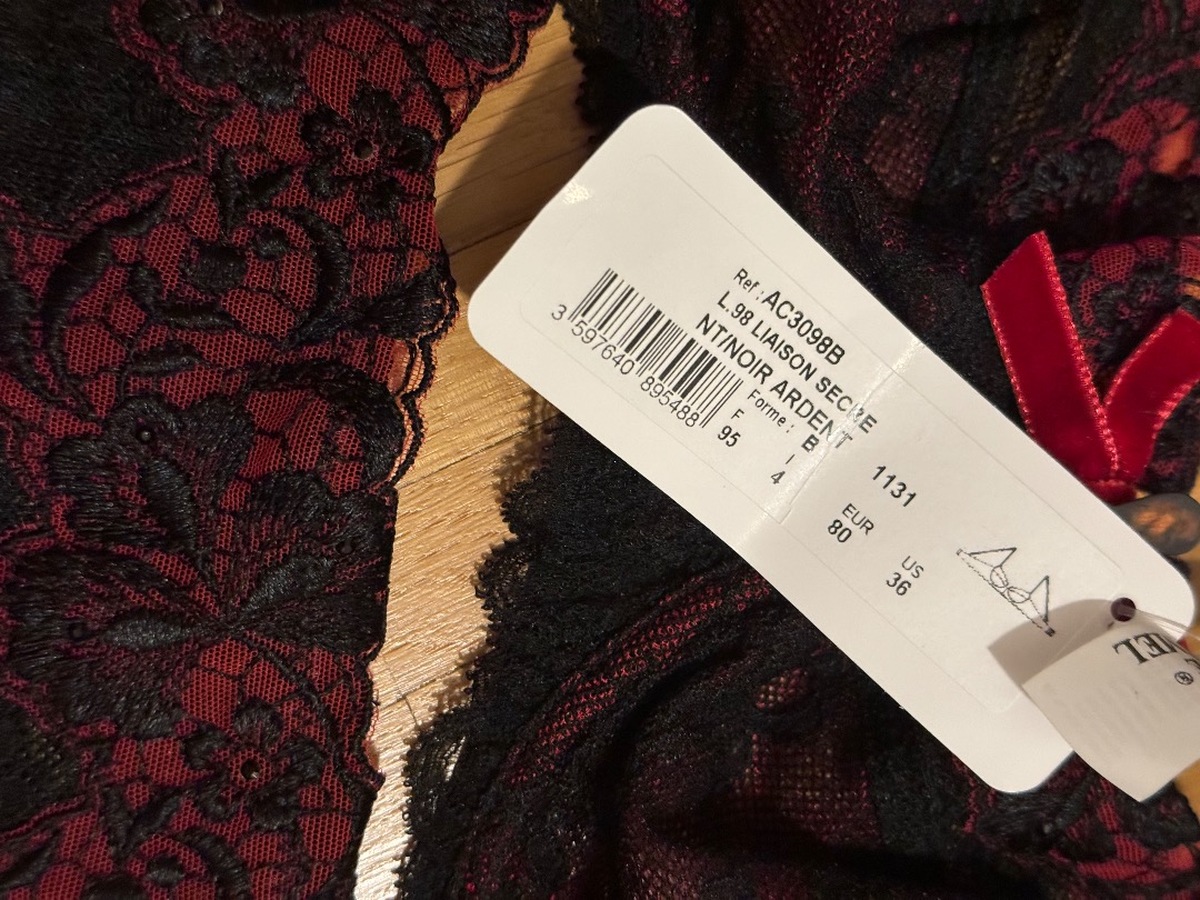 Ref : AC3098B
L.98 LIAISON SECRE
NT/NOIR ARDENT
3 597640 895488
Forme : B
F
95
I
4
1131
EUR
80
US
36
®